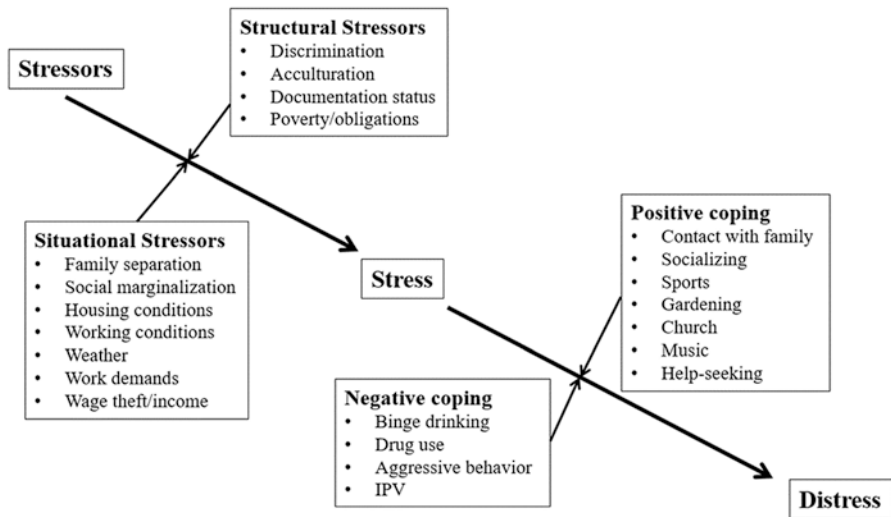 Stressors
Structural Stressors
• Discrimination
• Acculturation
• Documentation status
• Poverty/obligations
Situational Stressors
• Family separation
• Social marginalization
• Housing conditions
• Working conditions
• Weather
• Work demands
• Wage theft/income
Stress
Positive coping
• Contact with family
• Socializing
• Sports
• Gardening
• Church
• Music
• Help-seeking
Negative coping
• Binge drinking
• Drug use
• Aggressive behavior
• IPV
Distress